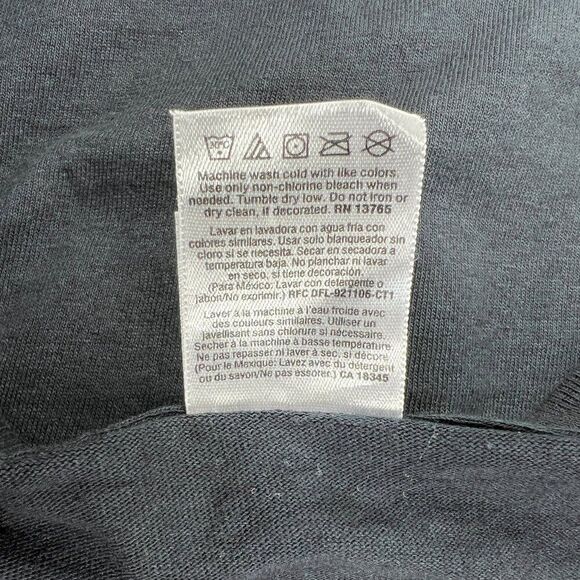 30°C
Machine wash cold with like colors.
Use only non-chlorine bleach when
needed. Tumble dry low. Do not iron or
dry clean, if decorated. RN 13765
Lavar en lavadora con agua fria con
colores similares. Usar solo blanqueador sin
cloro si se necesita. Secar en secadora a
temperatura baja. No planchar ni lavar
en seco, si tiene decoración.
(Para México: Lavar con detergente o
jabón/No exprimir.) RFC DFL-921106-CT1
Laver à la machine à l'eau froide avec
des couleurs similaires. Utiliser un
javellisant sans chlorure si nécessaire.
Sécher à la machine à basse température.
Ne pas repasser ni laver à sec, si décoré.
(Pour le Mexique: Lavez avec du détergent
ou du savon/Ne pas essorer.) CA 18345